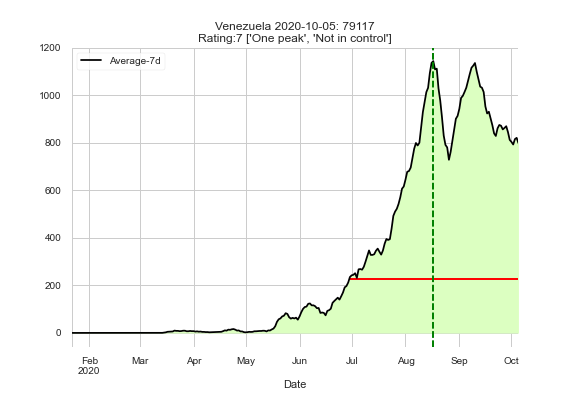 Venezuela 2020-10-05: 79117
Rating:7 ['One peak', 'Not in control']
Average-7d
1200
1000
800
600
400
200
0
Feb Mar Apr May Jun Jul Aug Sep Oct
2020
Date